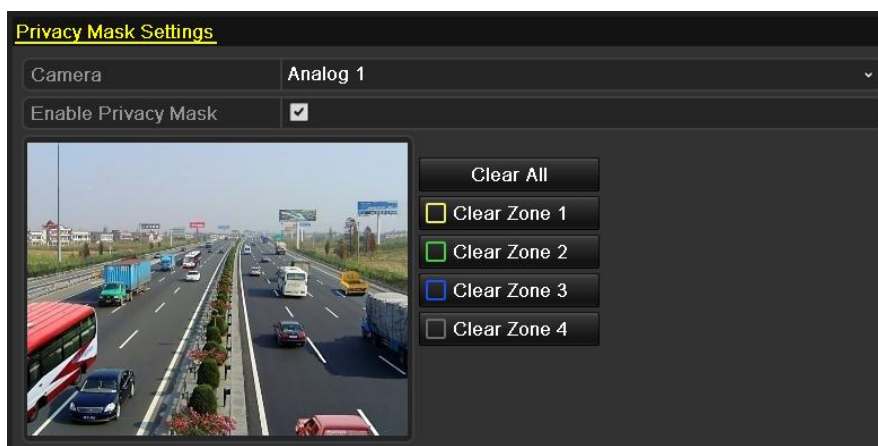 Privacy Mask Settings
Camera Analog 1
Enable Privacy Mask
Clear All
Clear Zone 1
Clear Zone 2
Clear Zone 3
Clear Zone 4